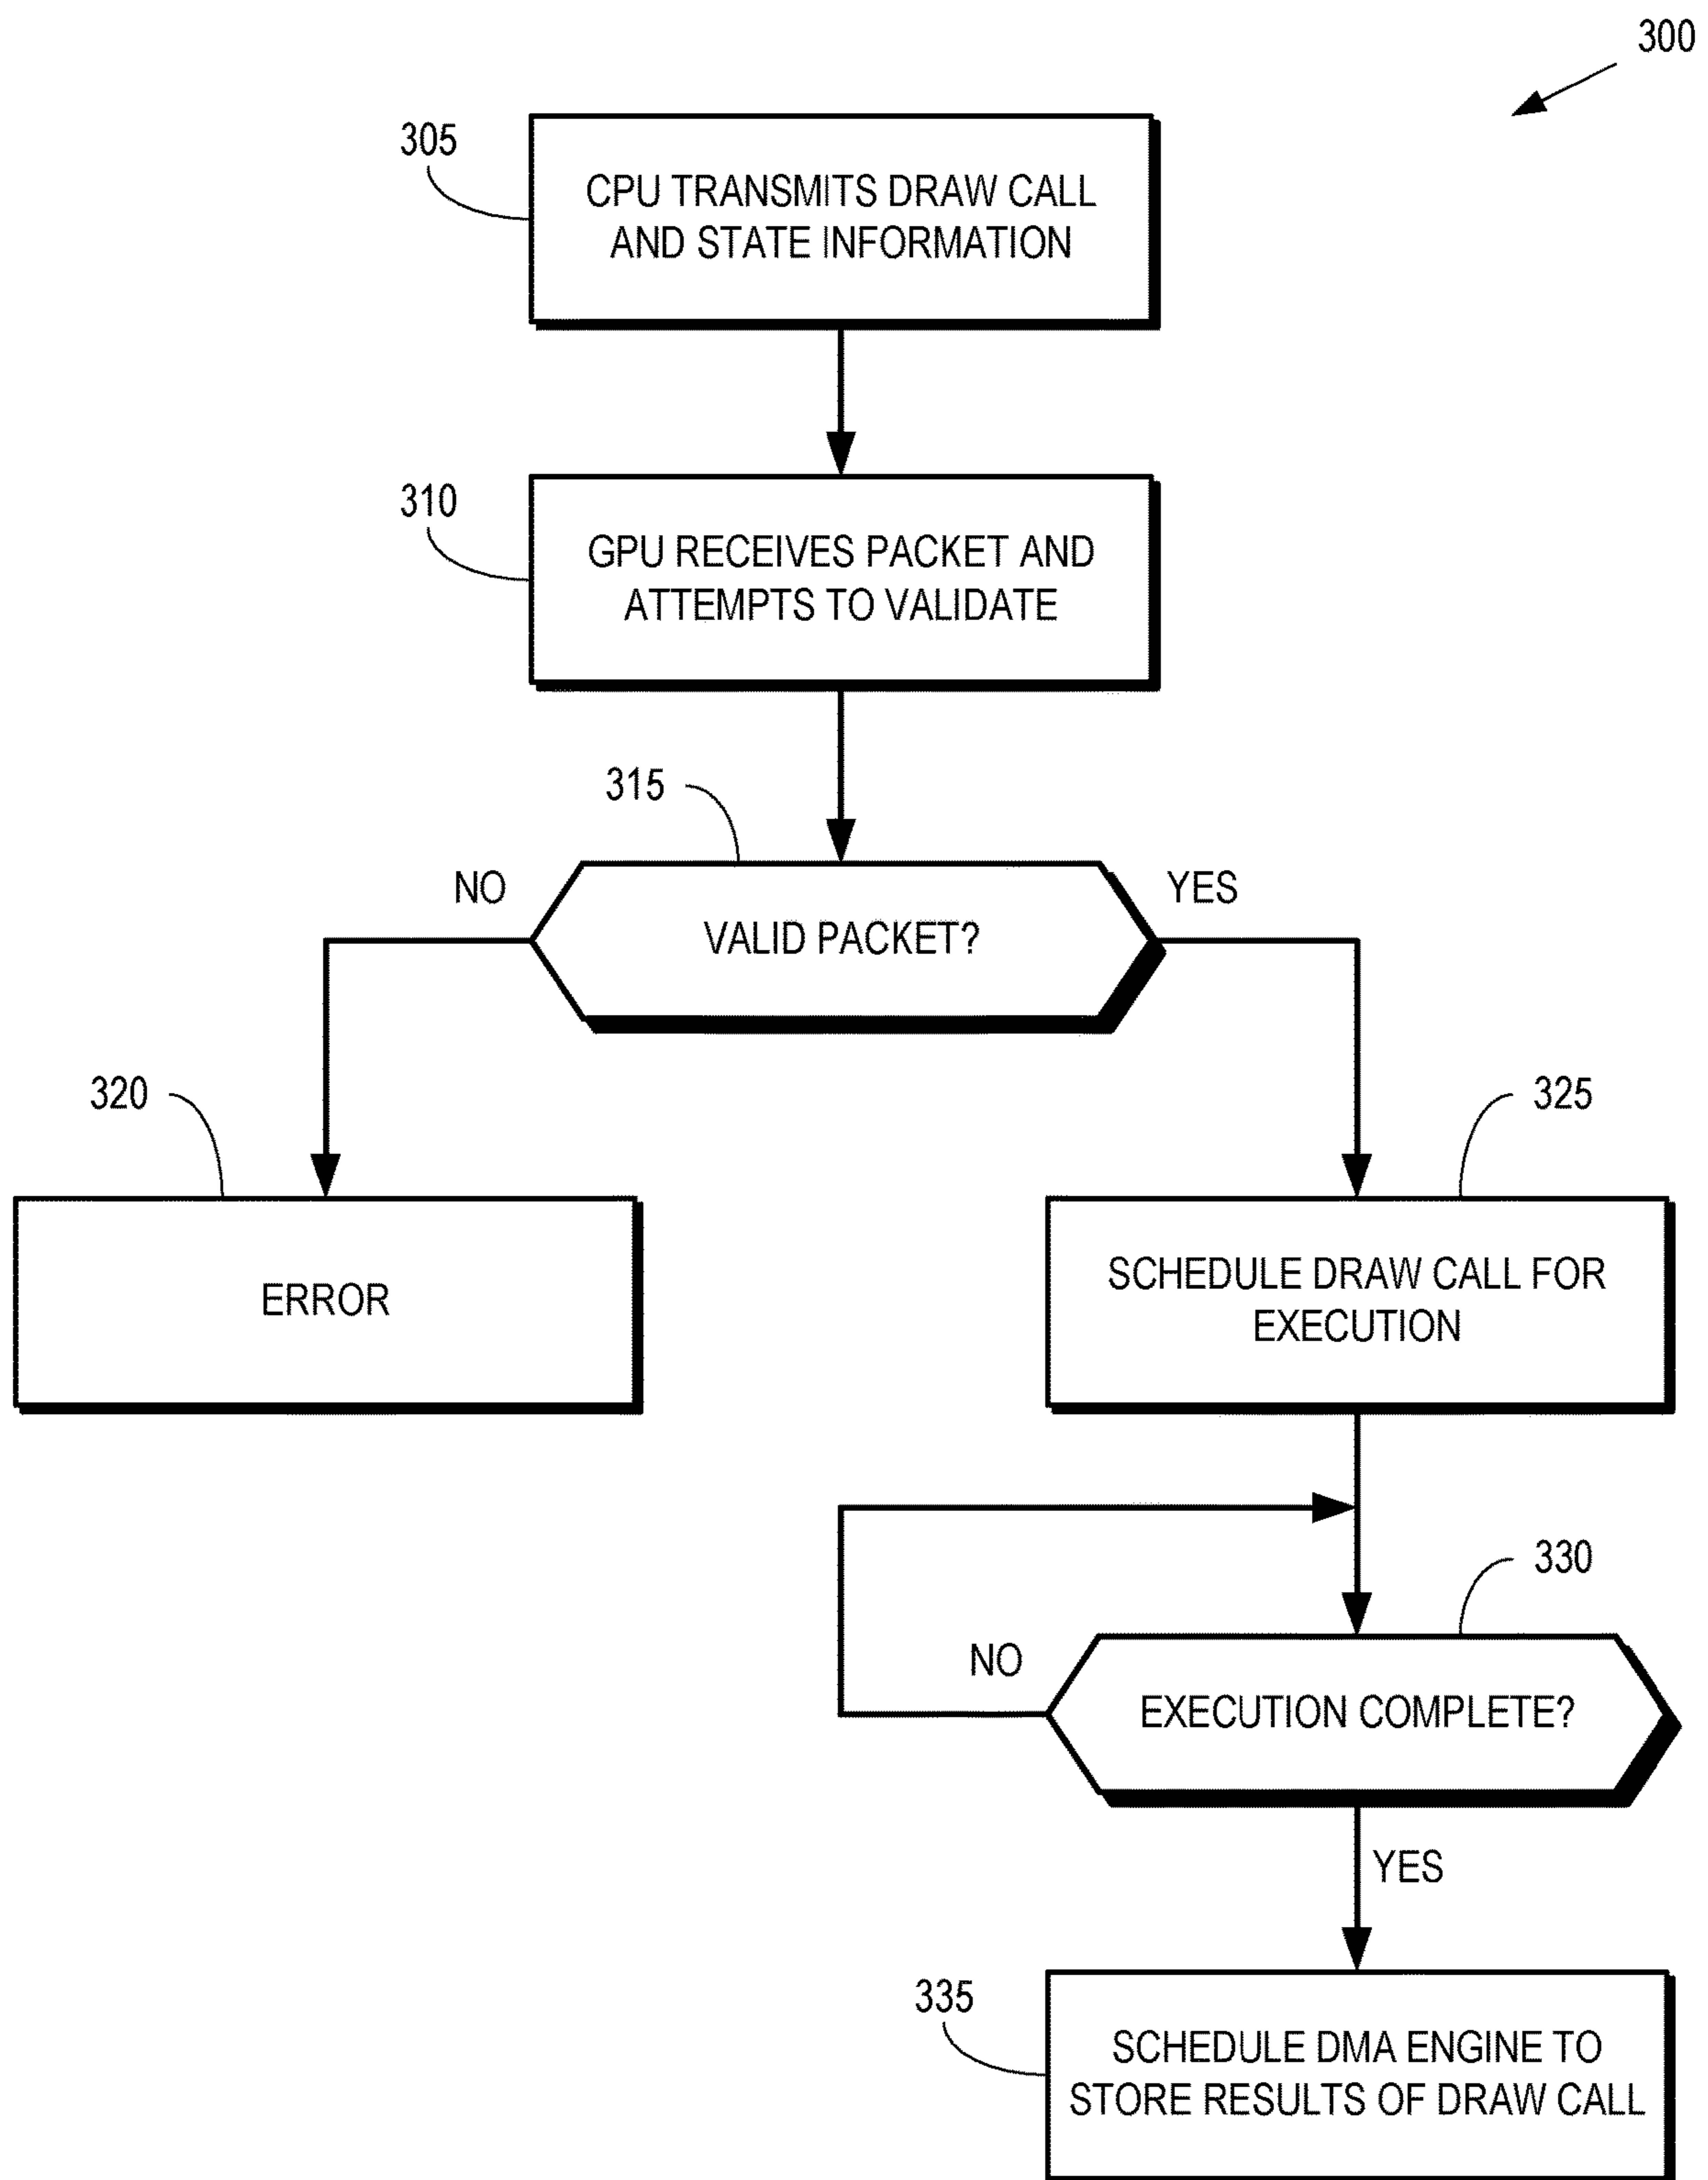 300
305
CPU TRANSMITS DRAW CALL
AND STATE INFORMATION
310
GPU RECEIVES PACKET AND
ATTEMPTS TO VALIDATE
315
NO
YES
VALID PACKET?
320
325
ERROR
SCHEDULE DRAW CALL FOR
EXECUTION
330
NO
EXECUTION COMPLETE?
YES
335
SCHEDULE DMA ENGINE TO
STORE RESULTS OF DRAW CALL